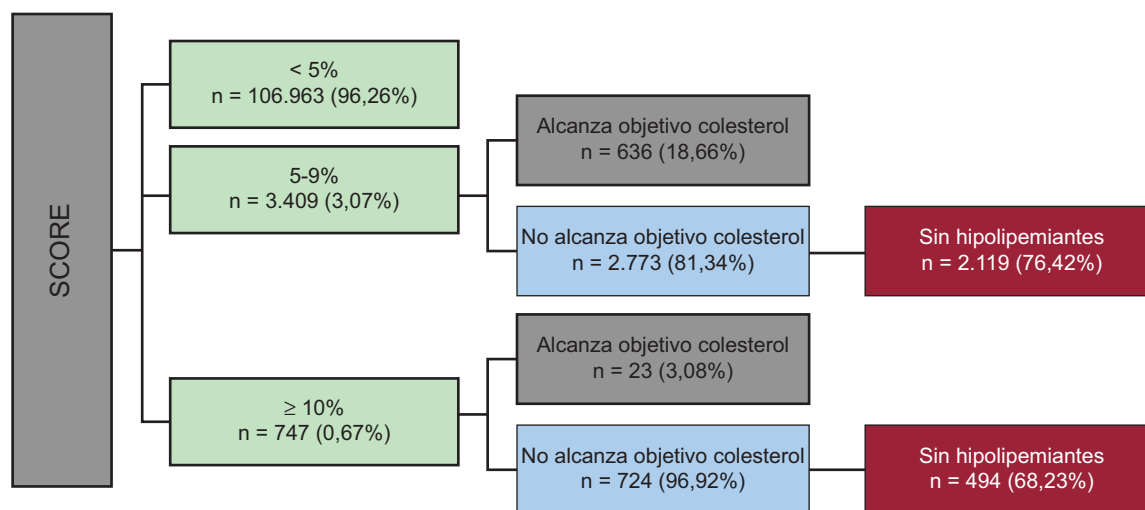 SCORE
< 5%
n = 106.963 (96,26%)
5-9%
n = 3.409 (3,07%)
Alcanza objetivo colesterol
n = 636 (18,66%)
No alcanza objetivo colesterol
n = 2.773 (81,34%)
Sin hipolipemiantes
n = 2.119 (76,42%)
≥ 10%
n = 747 (0,67%)
Alcanza objetivo colesterol
n = 23 (3,08%)
No alcanza objetivo colesterol
n = 724 (96,92%)
Sin hipolipemiantes
n = 494 (68,23%)